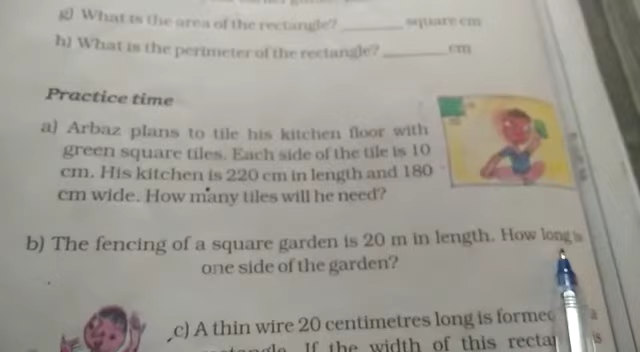 g) What is the area of the rectangle? ______ square cm
h) What is the perimeter of the rectangle? ______ cm
Practice time
a) Arbaz plans to tile his kitchen floor with
green square tiles. Each side of the tile is 10
cm. His kitchen is 220 cm in length and 180
cm wide. How many tiles will he need?
b) The fencing of a square garden is 20 m in length. How long is
one side of the garden?
c) A thin wire 20 centimetres long is formed a
If the width of this is